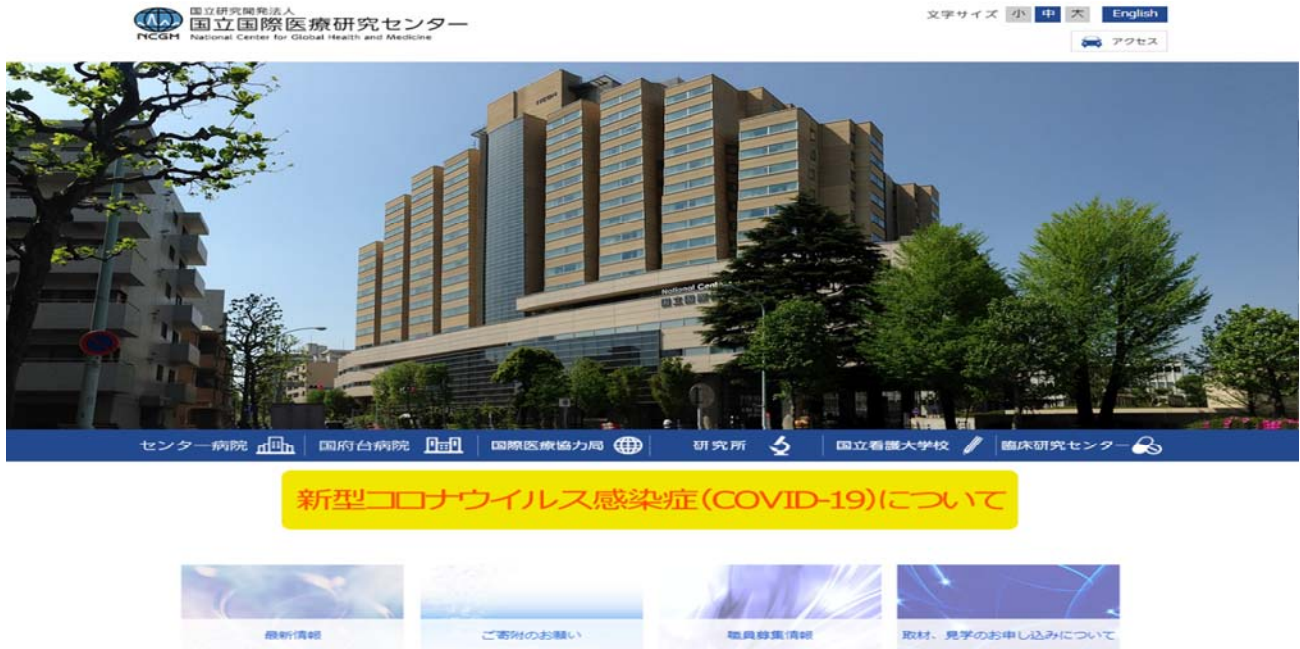 国立研究開発法人
国立国際医療研究センター
NCGM National Center for Global Health and Medicine
文字サイズ 小 中 大 English
アクセス
National Cent
国立国際
センター病院 国府台病院 国際医療協力局 研究所 国立看護大学校 臨床研究センター
新型コロナウイルス感染症(COVID-19)について
最新情報 ご寄附のお願い 職員募集情報 取材、見学のお申し込みについて